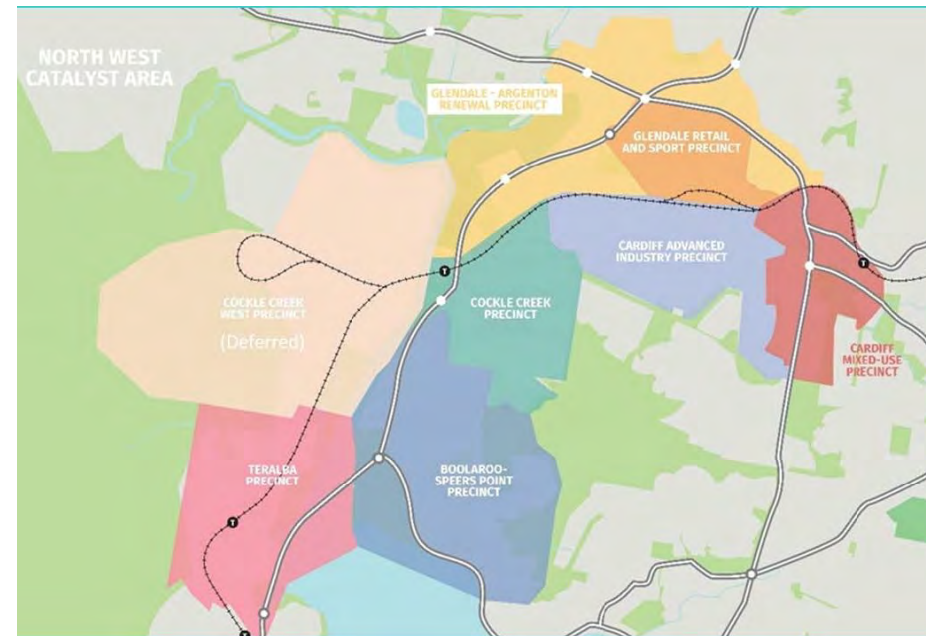 NORTH WEST
CATALYST AREA
GLENDALE - ARGENTON
RENEWAL PRECINCT
GLENDALE RETAIL
AND SPORT PRECINCT
CARDIFF ADVANCED
INDUSTRY PRECINCT
COCKLE CREEK
WEST PRECINCT
(Deferred)
COCKLE CREEK
PRECINCT
CARDIFF
MIXED-USE
PRECINCT
TERALBA
PRECINCT
BOOLAROO-
SPEERS POINT
PRECINCT
T
T
T
T